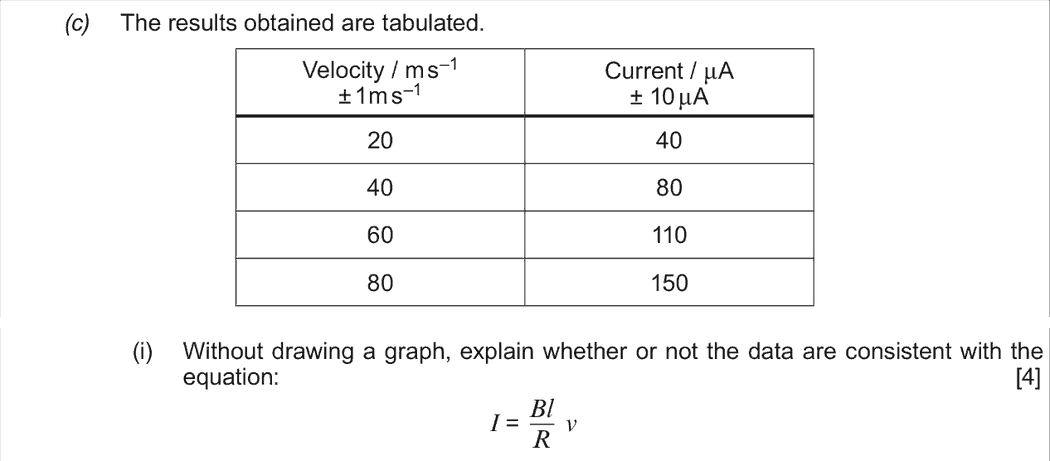 (c) The results obtained are tabulated.
Velocity / m s⁻¹ Current / μA
± 1 m s⁻¹ ± 10 μA
20 40
40 80
60 110
80 150
(i) Without drawing a graph, explain whether or not the data are consistent with the
equation: [4]
I = Bl/R v